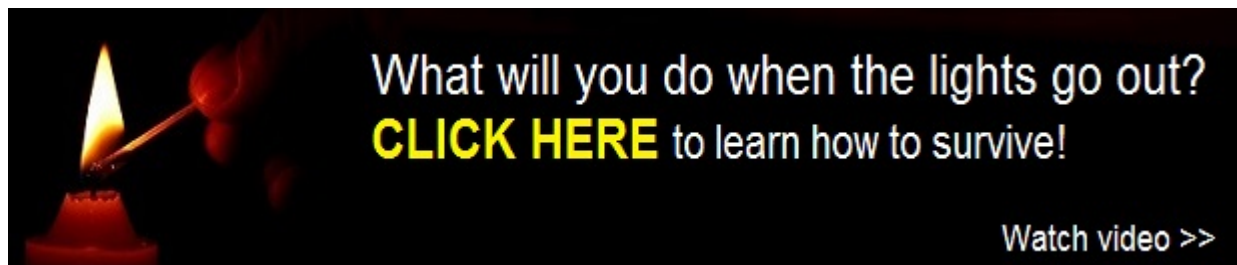 What will you do when the lights go out?
CLICK HERE to learn how to survive!
Watch video >>